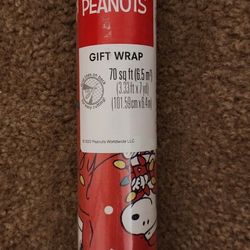 PEANUTS
GIFT WRAP
70 sq ft (6.5 m²)
(3.33 ft x 7 yd)
(101.59cm x 6.4m)
© 2022 Peanuts Worldwide LLC